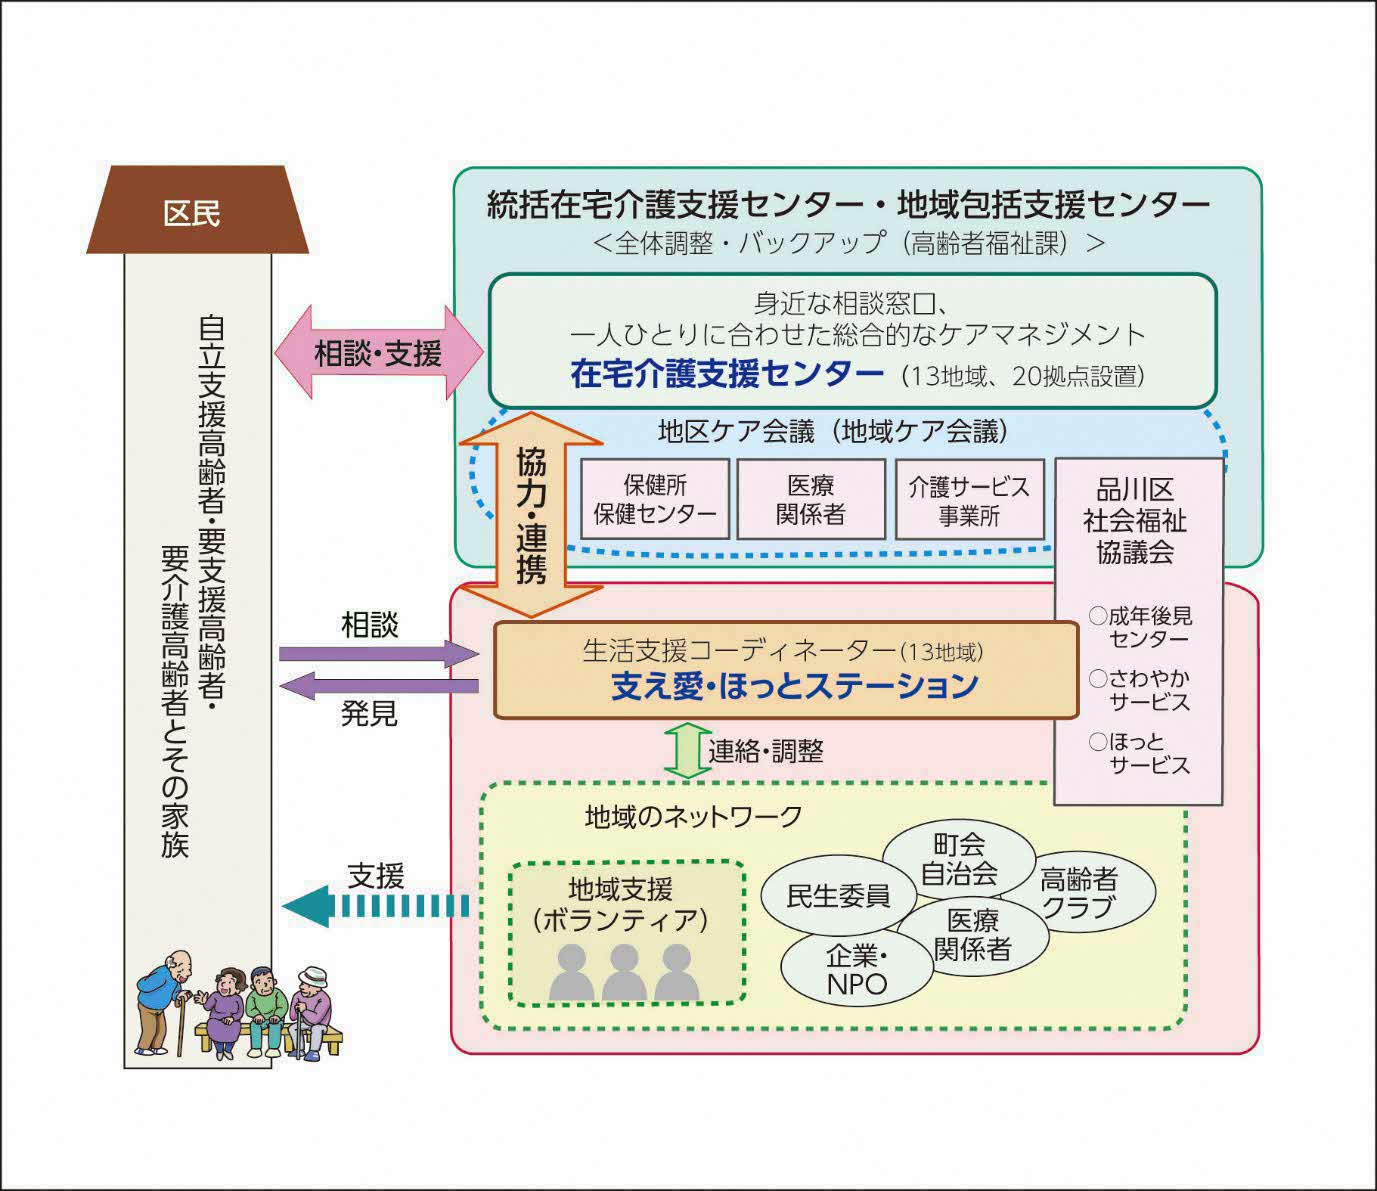 区民
自立支援高齢者・要支援高齢者・
要介護高齢者とその家族
統括在宅介護支援センター・地域包括支援センター
＜全体調整・バックアップ（高齢者福祉課）＞
身近な相談窓口、
一人ひとりに合わせた総合的なケアマネジメント
在宅介護支援センター（13地域、20拠点設置）
相談・支援
地区ケア会議（地域ケア会議）
協力・連携
保健所
保健センター
医療
関係者
介護サービス
事業所
品川区
社会福祉
協議会
○成年後見
センター
○さわやか
サービス
○ほっと
サービス
相談
発見
生活支援コーディネーター（13地域）
支え愛・ほっとステーション
連絡・調整
地域のネットワーク
支援
地域支援
（ボランティア）
町会
自治会
民生委員
高齢者
クラブ
医療
関係者
企業・
NPO